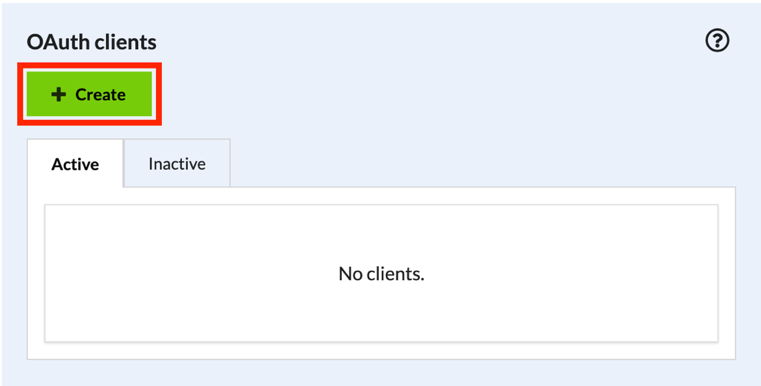 OAuth clients
?
+ Create
Active
Inactive
No clients.